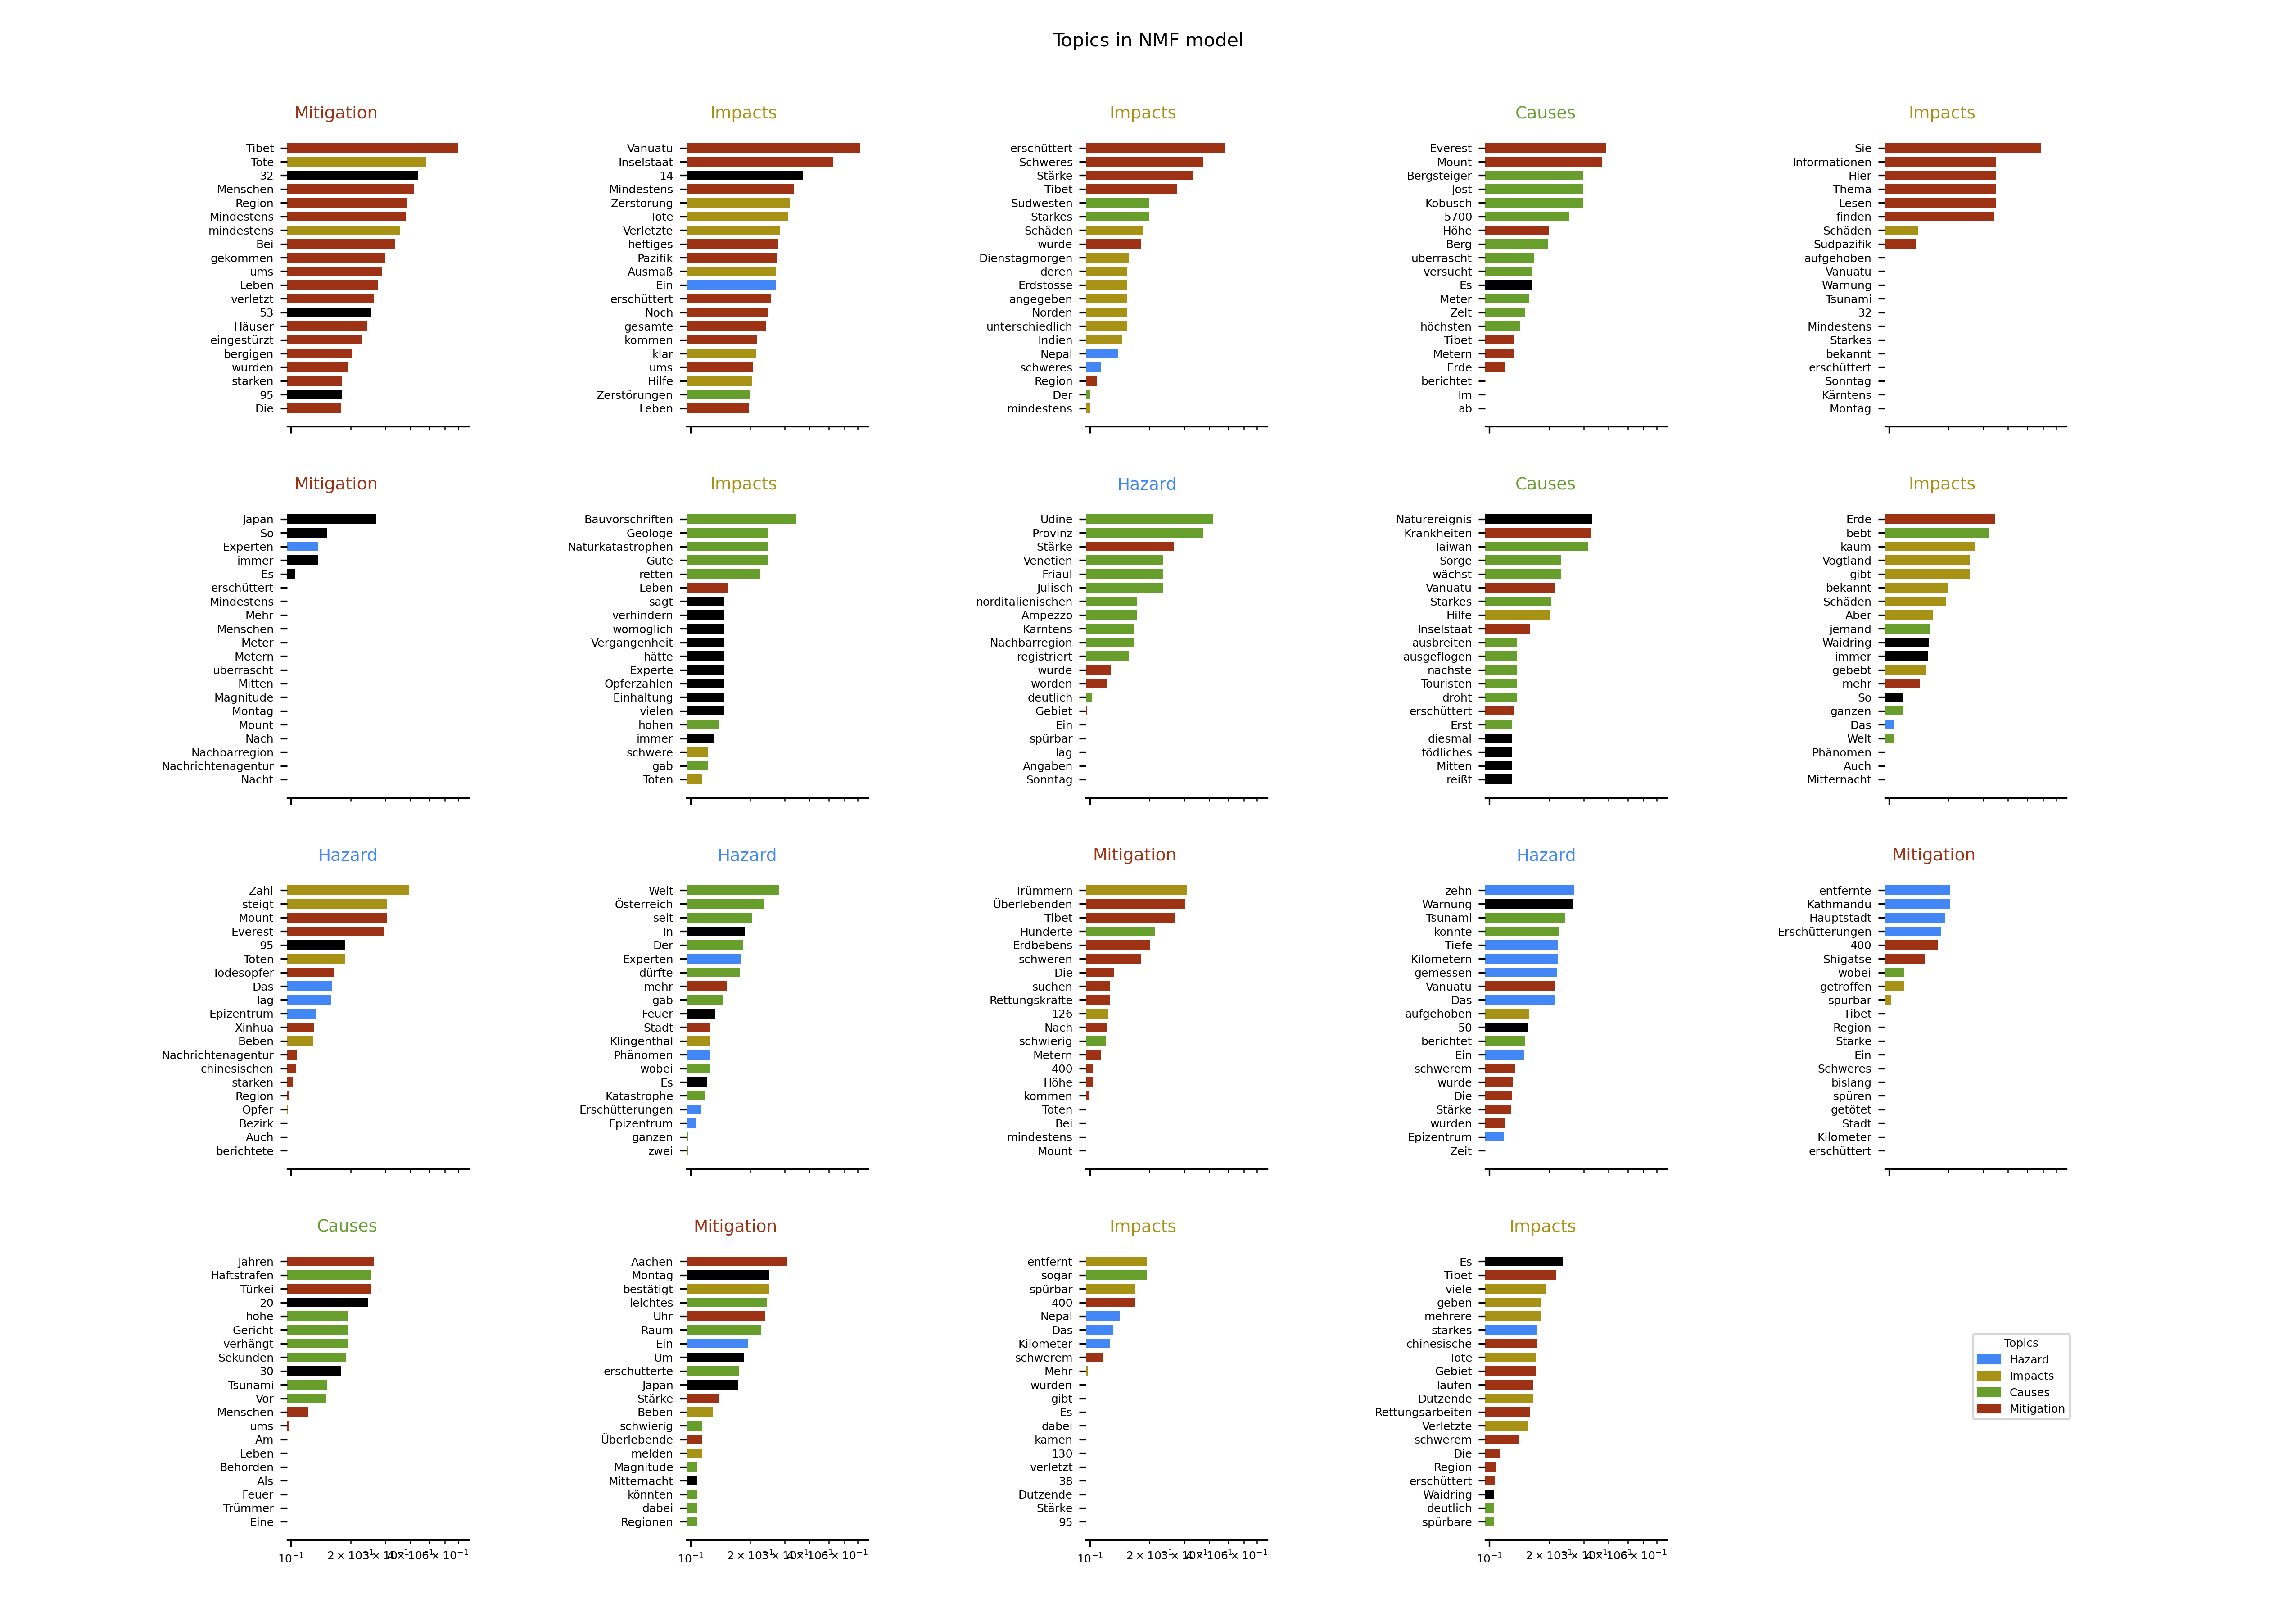 Topics in NMF model
Mitigation
Tibet
Tote
32
Menschen
Region
Mindestens
mindestens
Bei
gekommen
ums
Leben
verletzt
53
Häuser
eingestürzt
bergigen
wurden
starken
95
Die
Impacts
Vanuatu
Inselstaat
14
Mindestens
Zerstörung
Tote
Verletzte
heftiges
Pazifik
Ausmaß
Ein
erschüttert
Noch
gesamte
kommen
klar
ums
Hilfe
Zerstörungen
Leben
Impacts
erschüttert
Schweres
Stärke
Tibet
Südwesten
Starkes
Schäden
wurde
Dienstagmorgen
deren
Erdstösse
angegeben
Norden
unterschiedlich
Indien
Nepal
schweres
Region
Der
mindestens
Causes
Everest
Mount
Bergsteiger
Jost
Kobusch
5700
Höhe
Berg
überrascht
versucht
Es
Meter
Zelt
höchsten
Tibet
Metern
Erde
berichtet
Im
ab
Impacts
Sie
Informationen
Hier
Thema
Lesen
finden
Schäden
Südpazifik
aufgehoben
Vanuatu
Warnung
Tsunami
32
Mindestens
Starkes
bekannt
erschüttert
Sonntag
Kärntens
Montag
Mitigation
Japan
So
Experten
immer
Es
erschüttert
Mindestens
Mehr
Menschen
Meter
Metern
überrascht
Mitten
Magnitude
Montag
Mount
Nach
Nachbarregion
Nachrichtenagentur
Nacht
Impacts
Bauvorschriften
Geologe
Naturkatastrophen
Gute
retten
Leben
sagt
verhindern
womöglich
Vergangenheit
hätte
Experte
Opferzahlen
Einhaltung
vielen
hohen
immer
schwere
gab
Toten
Hazard
Udine
Provinz
Stärke
Venetien
Friaul
Julisch
norditalienischen
Ampezzo
Kärntens
Nachbarregion
registriert
wurde
worden
deutlich
Gebiet
Ein
spürbar
lag
Angaben
Sonntag
Causes
Naturereignis
Krankheiten
Taiwan
Sorge
wächst
Vanuatu
Starkes
Hilfe
Inselstaat
ausbreiten
ausgeflogen
nächste
Touristen
droht
erschüttert
Erst
diesmal
tödliches
Mitten
reißt
Impacts
Erde
bebt
kaum
Vogtland
gibt
bekannt
Schäden
Aber
jemand
Waidring
immer
gebebt
mehr
So
ganzen
Das
Welt
Phänomen
Auch
Mitternacht
Hazard
Zahl
steigt
Mount
Everest
95
Toten
Todesopfer
Das
lag
Epizentrum
Xinhua
Beben
Nachrichtenagentur
chinesischen
starken
Region
Opfer
Bezirk
Auch
berichtete
Hazard
Welt
Österreich
seit
In
Der
Experten
dürfte
mehr
gab
Feuer
Stadt
Klingenthal
Phänomen
wobei
Es
Katastrophe
Erschütterungen
Epizentrum
ganzen
zwei
Mitigation
Trümmern
Überlebenden
Tibet
Hunderte
Erdbebens
schweren
Die
suchen
Rettungskräfte
126
Nach
schwierig
Metern
400
Höhe
kommen
Toten
Bei
mindestens
Mount
Hazard
zehn
Warnung
Tsunami
konnte
Tiefe
Kilometern
gemessen
Vanuatu
Das
aufgehoben
50
berichtet
Ein
schwerem
wurde
Die
Stärke
wurden
Epizentrum
Zeit
Mitigation
entfernte
Kathmandu
Hauptstadt
Erschütterungen
400
Shigatse
wobei
getroffen
spürbar
Tibet
Region
Stärke
Ein
Schweres
bislang
spüren
getötet
Stadt
Kilometer
erschüttert
Causes
Jahren
Haftstrafen
Türkei
20
hohe
Gericht
verhängt
Sekunden
30
Tsunami
Vor
Menschen
ums
Am
Leben
Behörden
Als
Feuer
Trümmer
Eine
10⁻¹
Mitigation
Aachen
Montag
bestätigt
leichtes
Uhr
Raum
Ein
Um
erschütterte
Japan
Stärke
Beben
schwierig
Überlebende
melden
Magnitude
Mitternacht
könnten
dabei
Regionen
10⁻¹
Impacts
entfernt
sogar
spürbar
400
Nepal
Das
Kilometer
schwerem
Mehr
wurden
gibt
Es
dabei
kamen
130
verletzt
38
Dutzende
Stärke
95
10⁻¹
Impacts
Es
Tibet
viele
geben
mehrere
starkes
chinesische
Tote
Gebiet
laufen
Dutzende
Rettungsarbeiten
Verletzte
schwerem
Die
Region
erschüttert
Waidring
deutlich
spürbare
10⁻¹
Topics
Hazard
Impacts
Causes
Mitigation